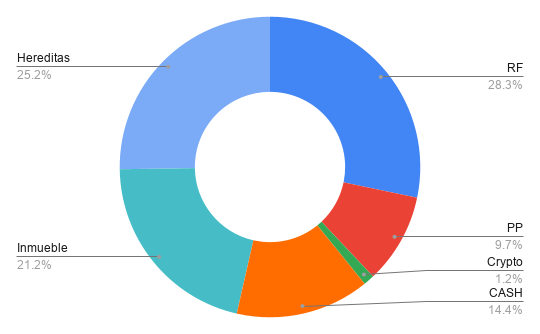 Hereditas
25.2%
RF
28.3%
PP
9.7%
Crypto
1.2%
CASH
14.4%
Inmueble
21.2%